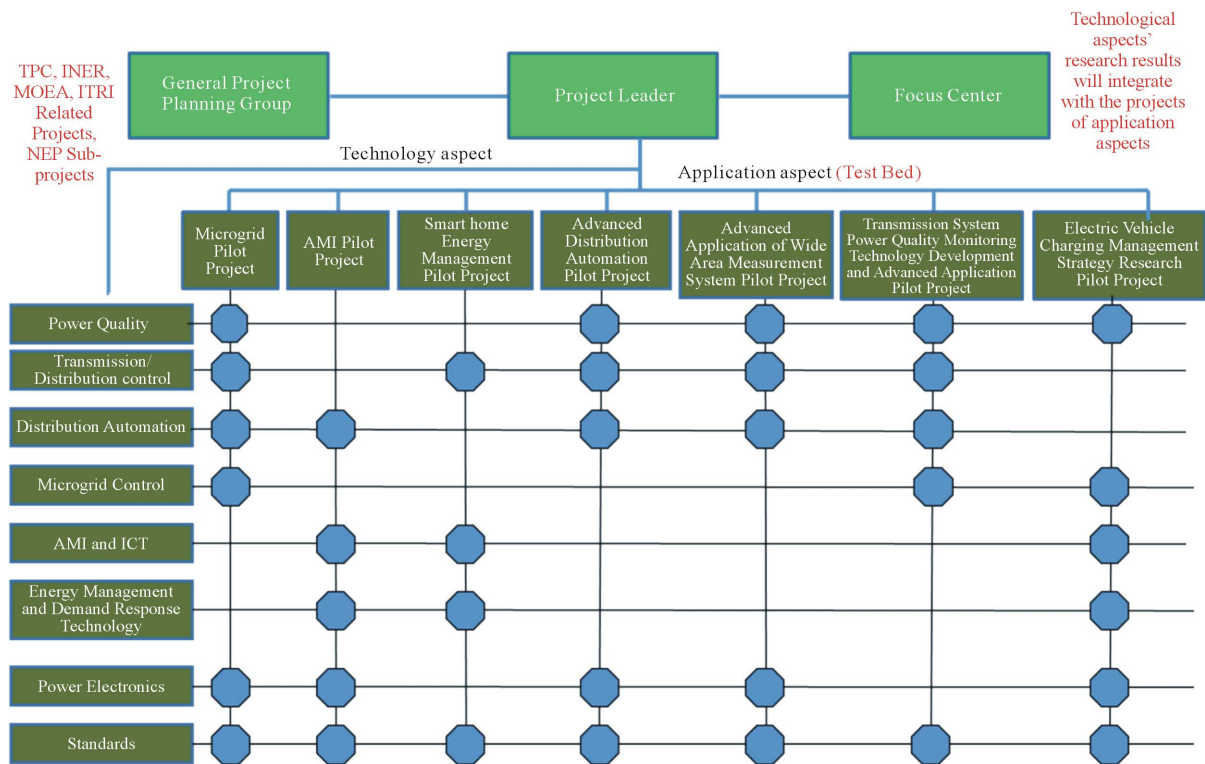 TPC, INER,
MOEA, ITRI
Related
Projects,
NEP Sub-
projects
General Project
Planning Group
Project Leader
Focus Center
Technological
aspects’
research results
will integrate
with the projects
of application
aspects
Technology aspect
Application aspect (Test Bed)
Microgrid
Pilot
Project
AMI Pilot
Project
Smart home
Energy
Management
Pilot Project
Advanced
Distribution
Automation
Pilot Project
Advanced
Application of Wide
Area Measurement
System Pilot Project
Transmission System
Power Quality Monitoring
Technology Development
and Advanced Application
Pilot Project
Electric Vehicle
Charging Management
Strategy Research
Pilot Project
Power Quality
Transmission/
Distribution control
Distribution Automation
Microgrid Control
AMI and ICT
Energy Management
and Demand Response
Technology
Power Electronics
Standards